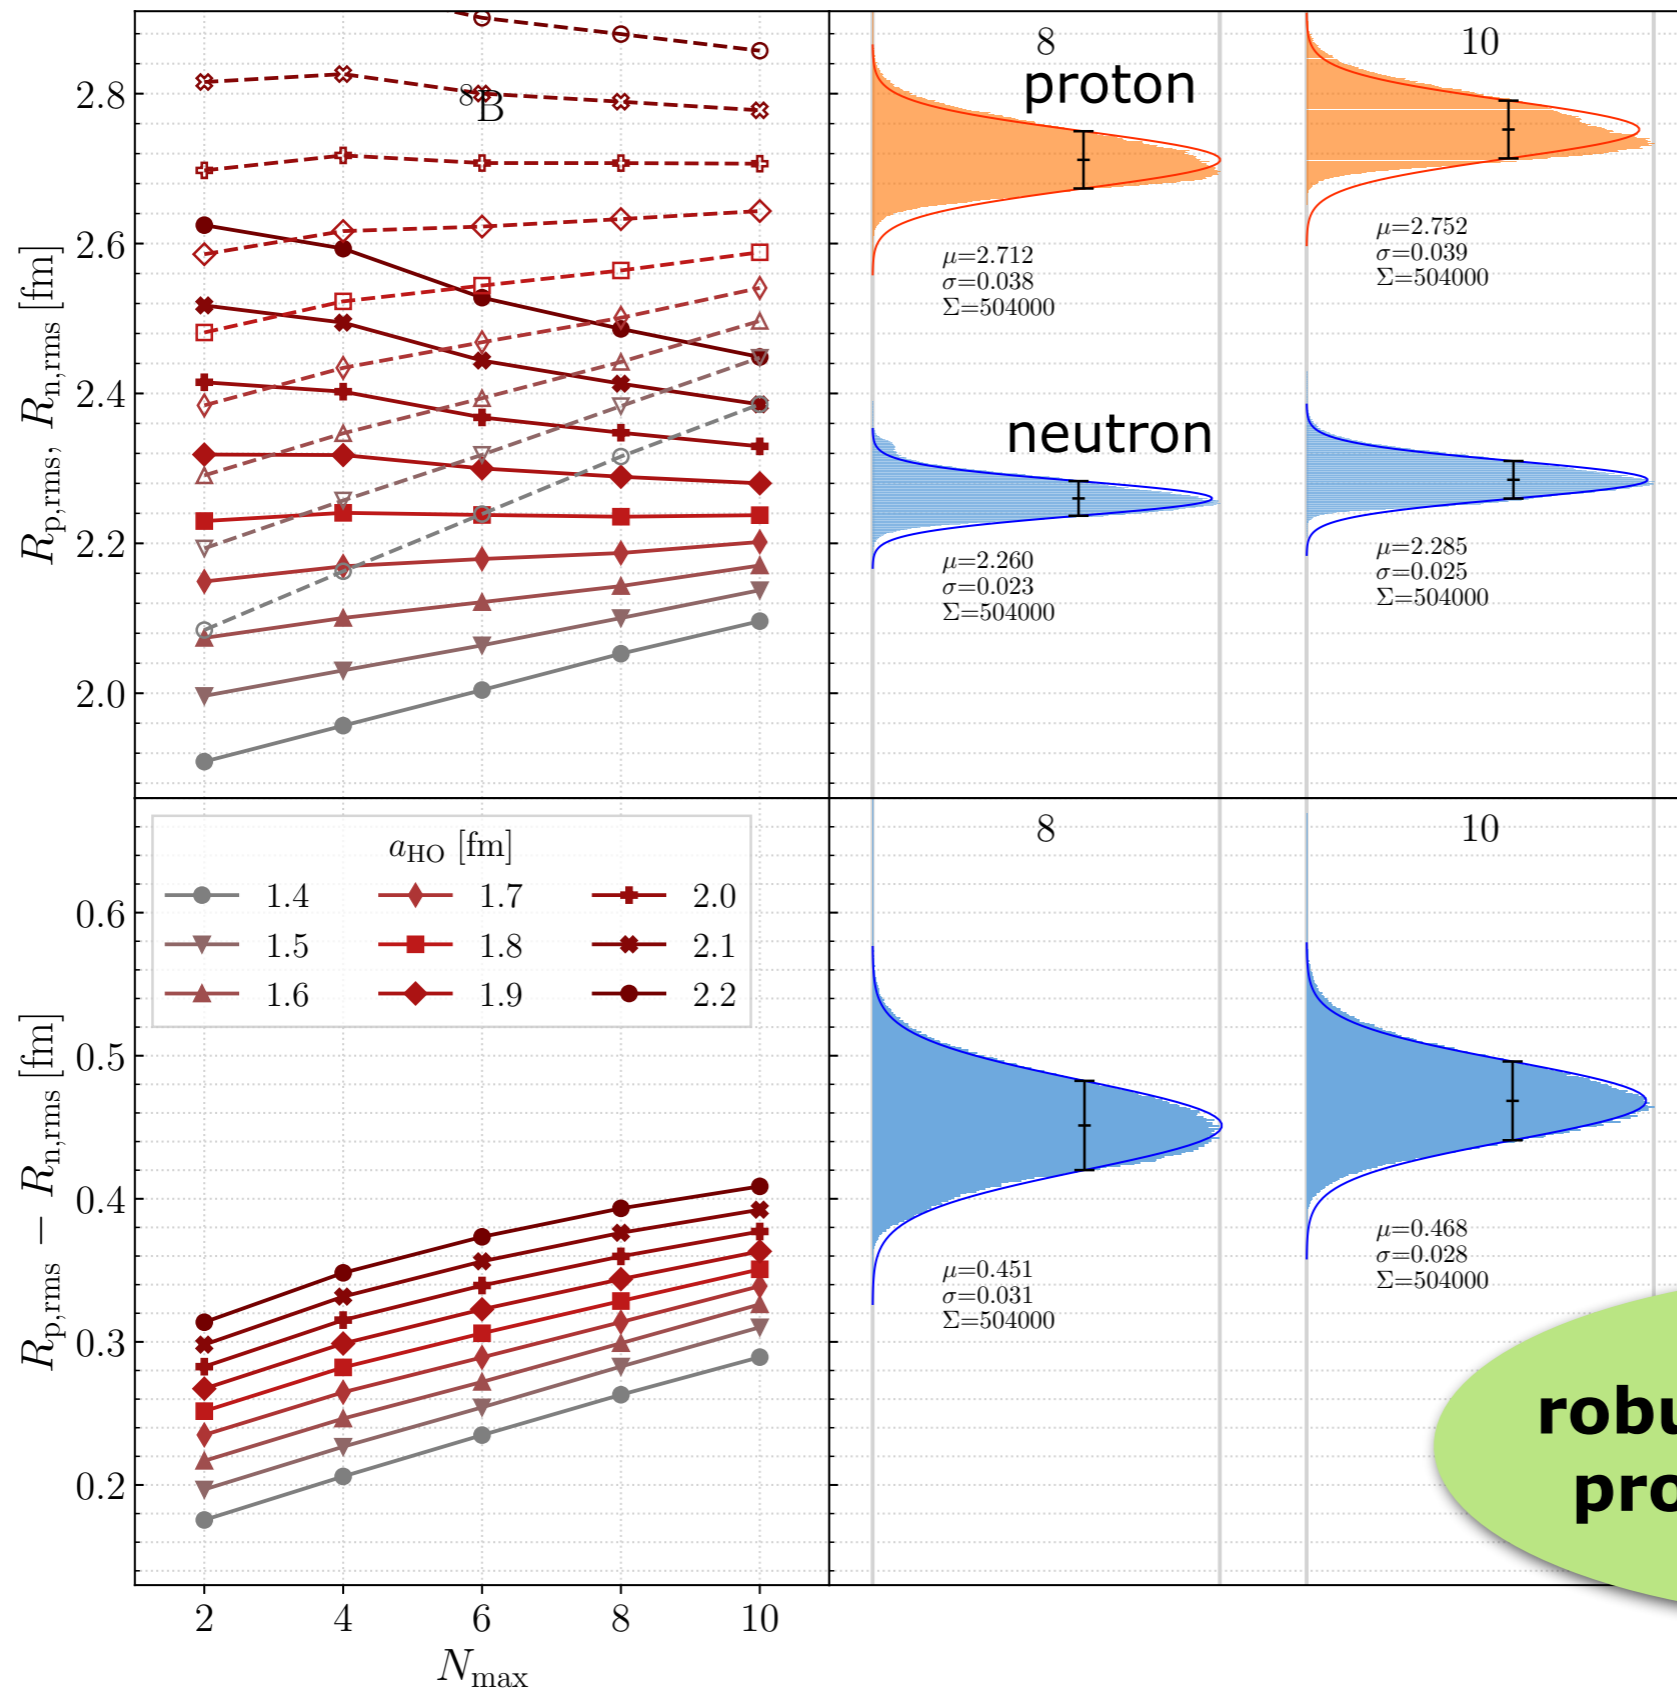 R_p,rms, R_n,rms [fm]
2.8
2.6
2.4
2.2
2.0
⁸B
8
proton
μ=2.712
σ=0.038
Σ=504000
neutron
μ=2.260
σ=0.023
Σ=504000
10
μ=2.752
σ=0.039
Σ=504000
μ=2.285
σ=0.025
Σ=504000
R_p,rms − R_n,rms [fm]
0.6
0.5
0.4
0.3
0.2
a_HO [fm]
1.4 1.7 2.0
1.5 1.8 2.1
1.6 1.9 2.2
8
μ=0.451
σ=0.031
Σ=504000
10
μ=0.468
σ=0.028
Σ=504000
2 4 6 8 10
N_max